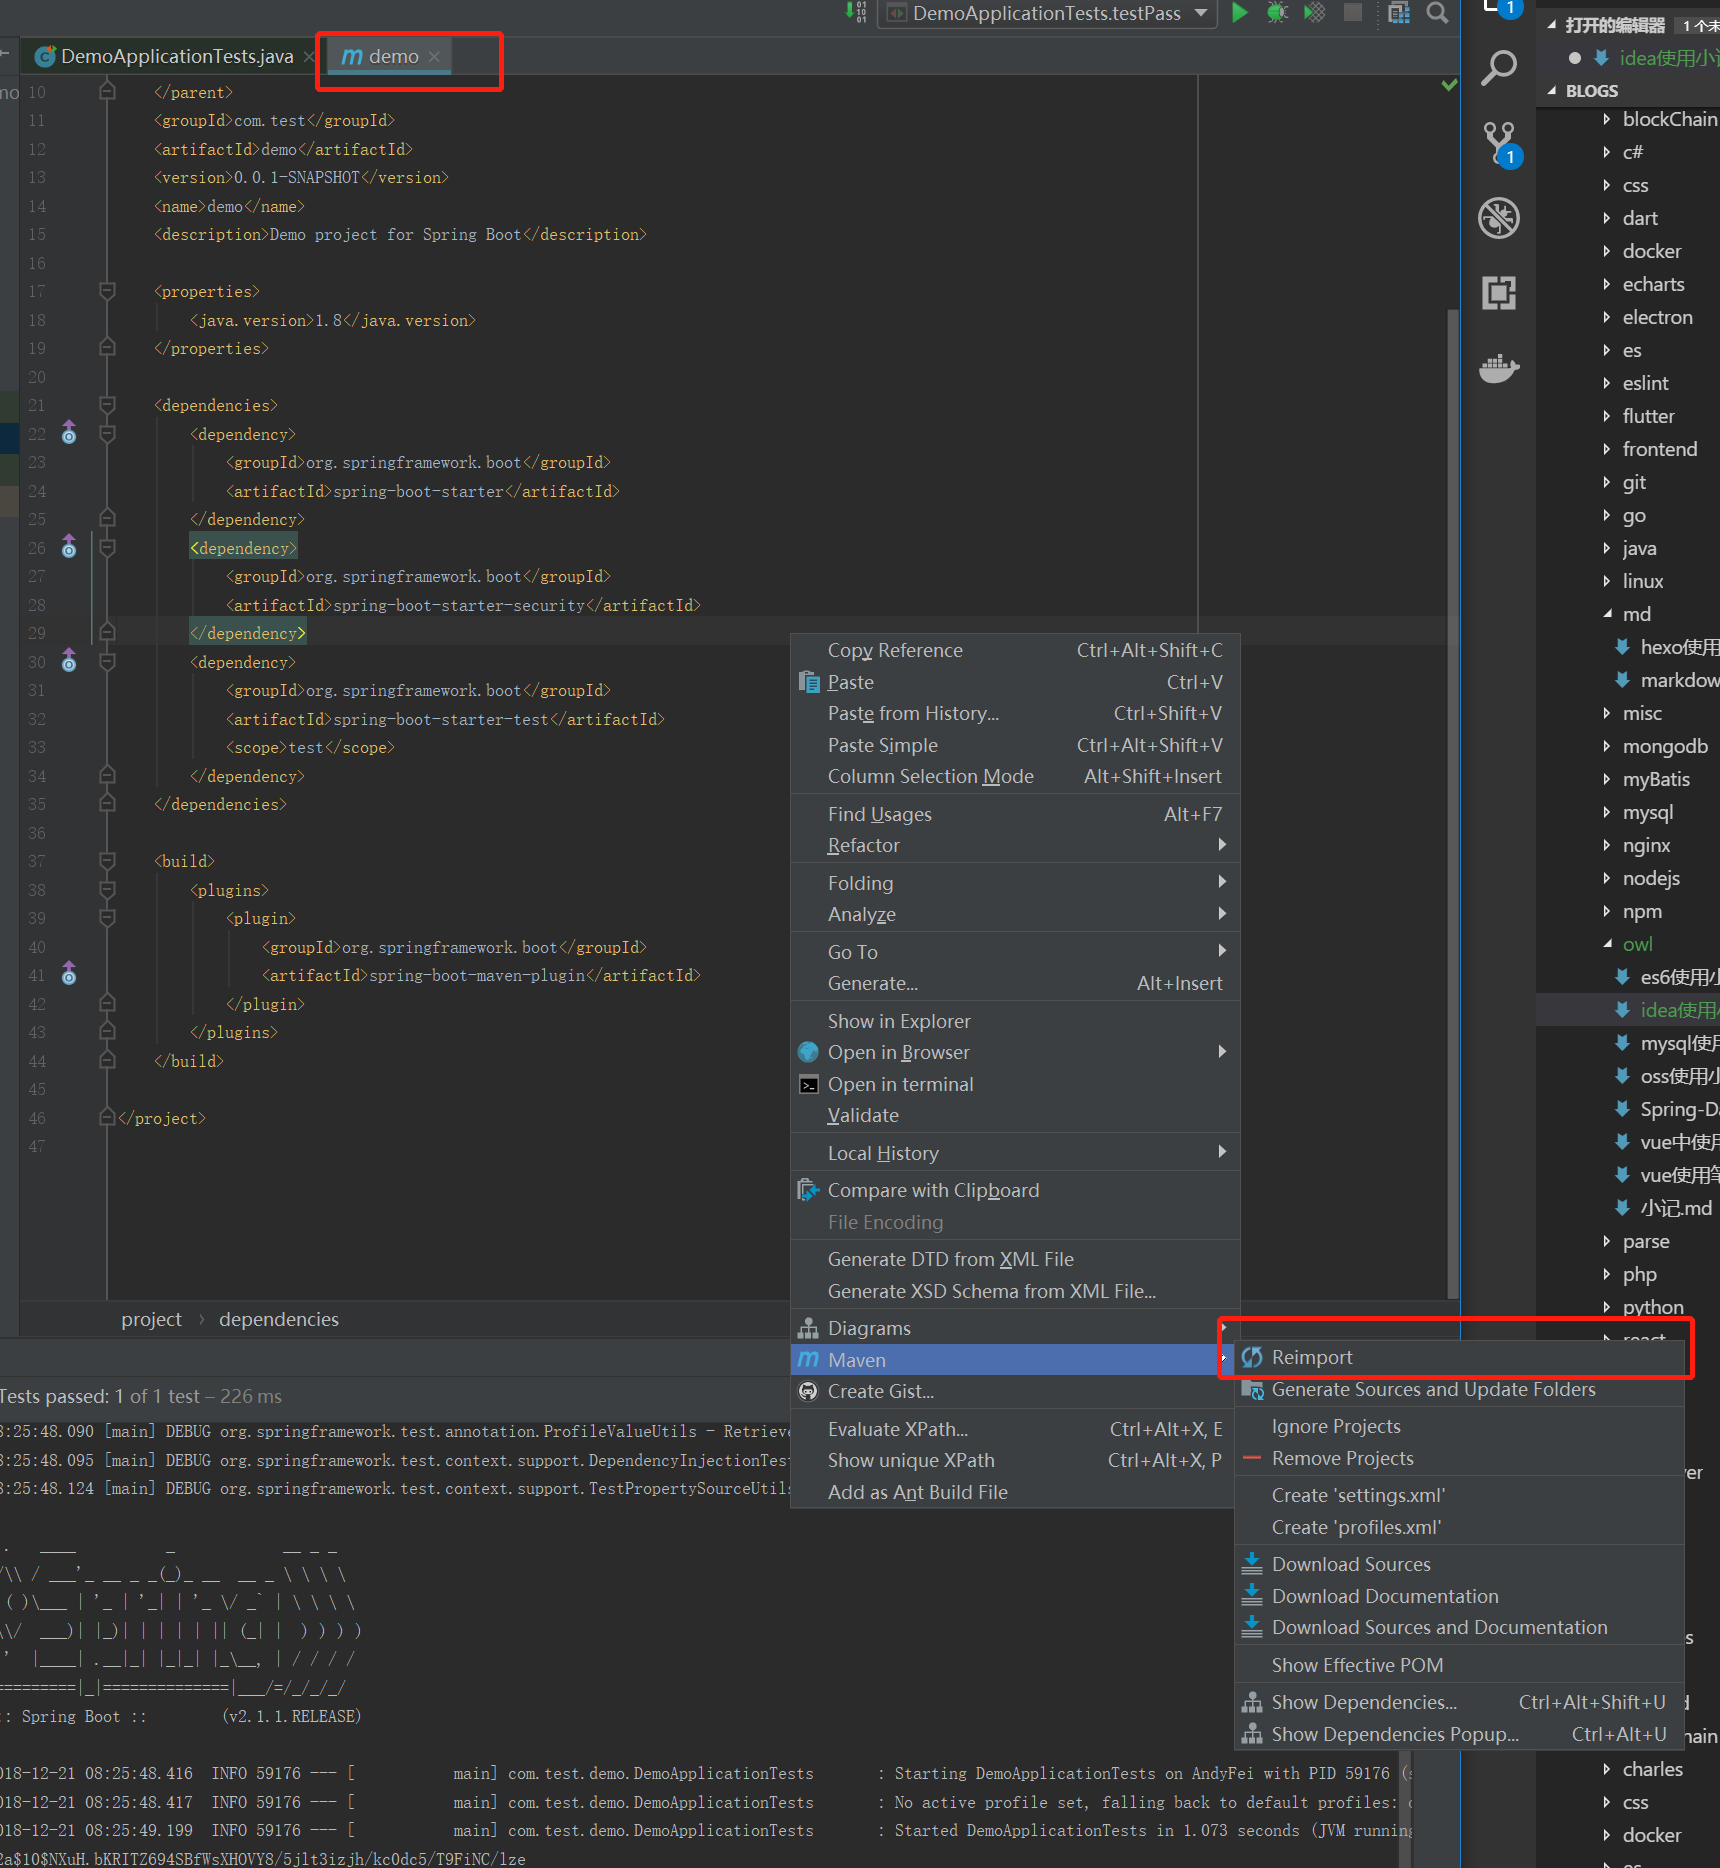 DemoApplicationTests.testPass
DemoApplicationTests.java
demo
10 </parent>
11 <groupId>com.test</groupId>
12 <artifactId>demo</artifactId>
13 <version>0.0.1-SNAPSHOT</version>
14 <name>demo</name>
15 <description>Demo project for Spring Boot</description>
16
17 <properties>
18 <java.version>1.8</java.version>
19 </properties>
20
21 <dependencies>
22 <dependency>
23 <groupId>org.springframework.boot</groupId>
24 <artifactId>spring-boot-starter</artifactId>
25 </dependency>
26 <dependency>
27 <groupId>org.springframework.boot</groupId>
28 <artifactId>spring-boot-starter-security</artifactId>
29 </dependency>
30 <dependency>
31 <groupId>org.springframework.boot</groupId>
32 <artifactId>spring-boot-starter-test</artifactId>
33 <scope>test</scope>
34 </dependency>
35 </dependencies>
36
37 <build>
38 <plugins>
39 <plugin>
40 <groupId>org.springframework.boot</groupId>
41 <artifactId>spring-boot-maven-plugin</artifactId>
42 </plugin>
43 </plugins>
44 </build>
45
46 </project>
47
project › dependencies
Copy Reference Ctrl+Alt+Shift+C
Paste Ctrl+V
Paste from History... Ctrl+Shift+V
Paste Simple Ctrl+Alt+Shift+V
Column Selection Mode Alt+Shift+Insert
Find Usages Alt+F7
Refactor
Folding
Analyze
Go To
Generate... Alt+Insert
Show in Explorer
Open in Browser
Open in terminal
Validate
Local History
Compare with Clipboard
File Encoding
Generate DTD from XML File
Generate XSD Schema from XML File...
Diagrams
Maven
Create Gist...
Evaluate XPath... Ctrl+Alt+X, E
Show unique XPath Ctrl+Alt+X, P
Add as Ant Build File
Reimport
Generate Sources and Update Folders
Ignore Projects
Remove Projects
Create 'settings.xml'
Create 'profiles.xml'
Download Sources
Download Documentation
Download Sources and Documentation
Show Effective POM
Show Dependencies... Ctrl+Alt+Shift+U
Show Dependencies Popup... Ctrl+Alt+U
Tests passed: 1 of 1 test – 226 ms
8:25:48.090 [main] DEBUG org.springframework.test.annotation.ProfileValueUtils - Retrieve
8:25:48.095 [main] DEBUG org.springframework.test.context.support.DependencyInjectionTest
8:25:48.124 [main] DEBUG org.springframework.test.context.support.TestPropertySourceUtils
:: Spring Boot :: (v2.1.1.RELEASE)
018-12-21 08:25:48.416 INFO 59176 --- [ main] com.test.demo.DemoApplicationTests : Starting DemoApplicationTests on AndyFei with PID 59176 (
018-12-21 08:25:48.417 INFO 59176 --- [ main] com.test.demo.DemoApplicationTests : No active profile set, falling back to default profiles:
018-12-21 08:25:49.199 INFO 59176 --- [ main] com.test.demo.DemoApplicationTests : Started DemoApplicationTests in 1.073 seconds (JVM running
2a$10$NXuH.bKRITZ694SBfWsXHOVY8/5jlt3izjh/kc0dc5/T9FiNC/lze
1
1
打开的编辑器 1 个未
idea使用小记
BLOGS
blockChain
c#
css
dart
docker
echarts
electron
es
eslint
flutter
frontend
git
go
java
linux
md
hexo使用
markdow
misc
mongodb
myBatis
mysql
nginx
nodejs
npm
owl
es6使用小
idea使用
mysql使用
oss使用小
Spring-Da
vue中使用
vue使用笔
小记.md
parse
php
python
react
charles
css
docker